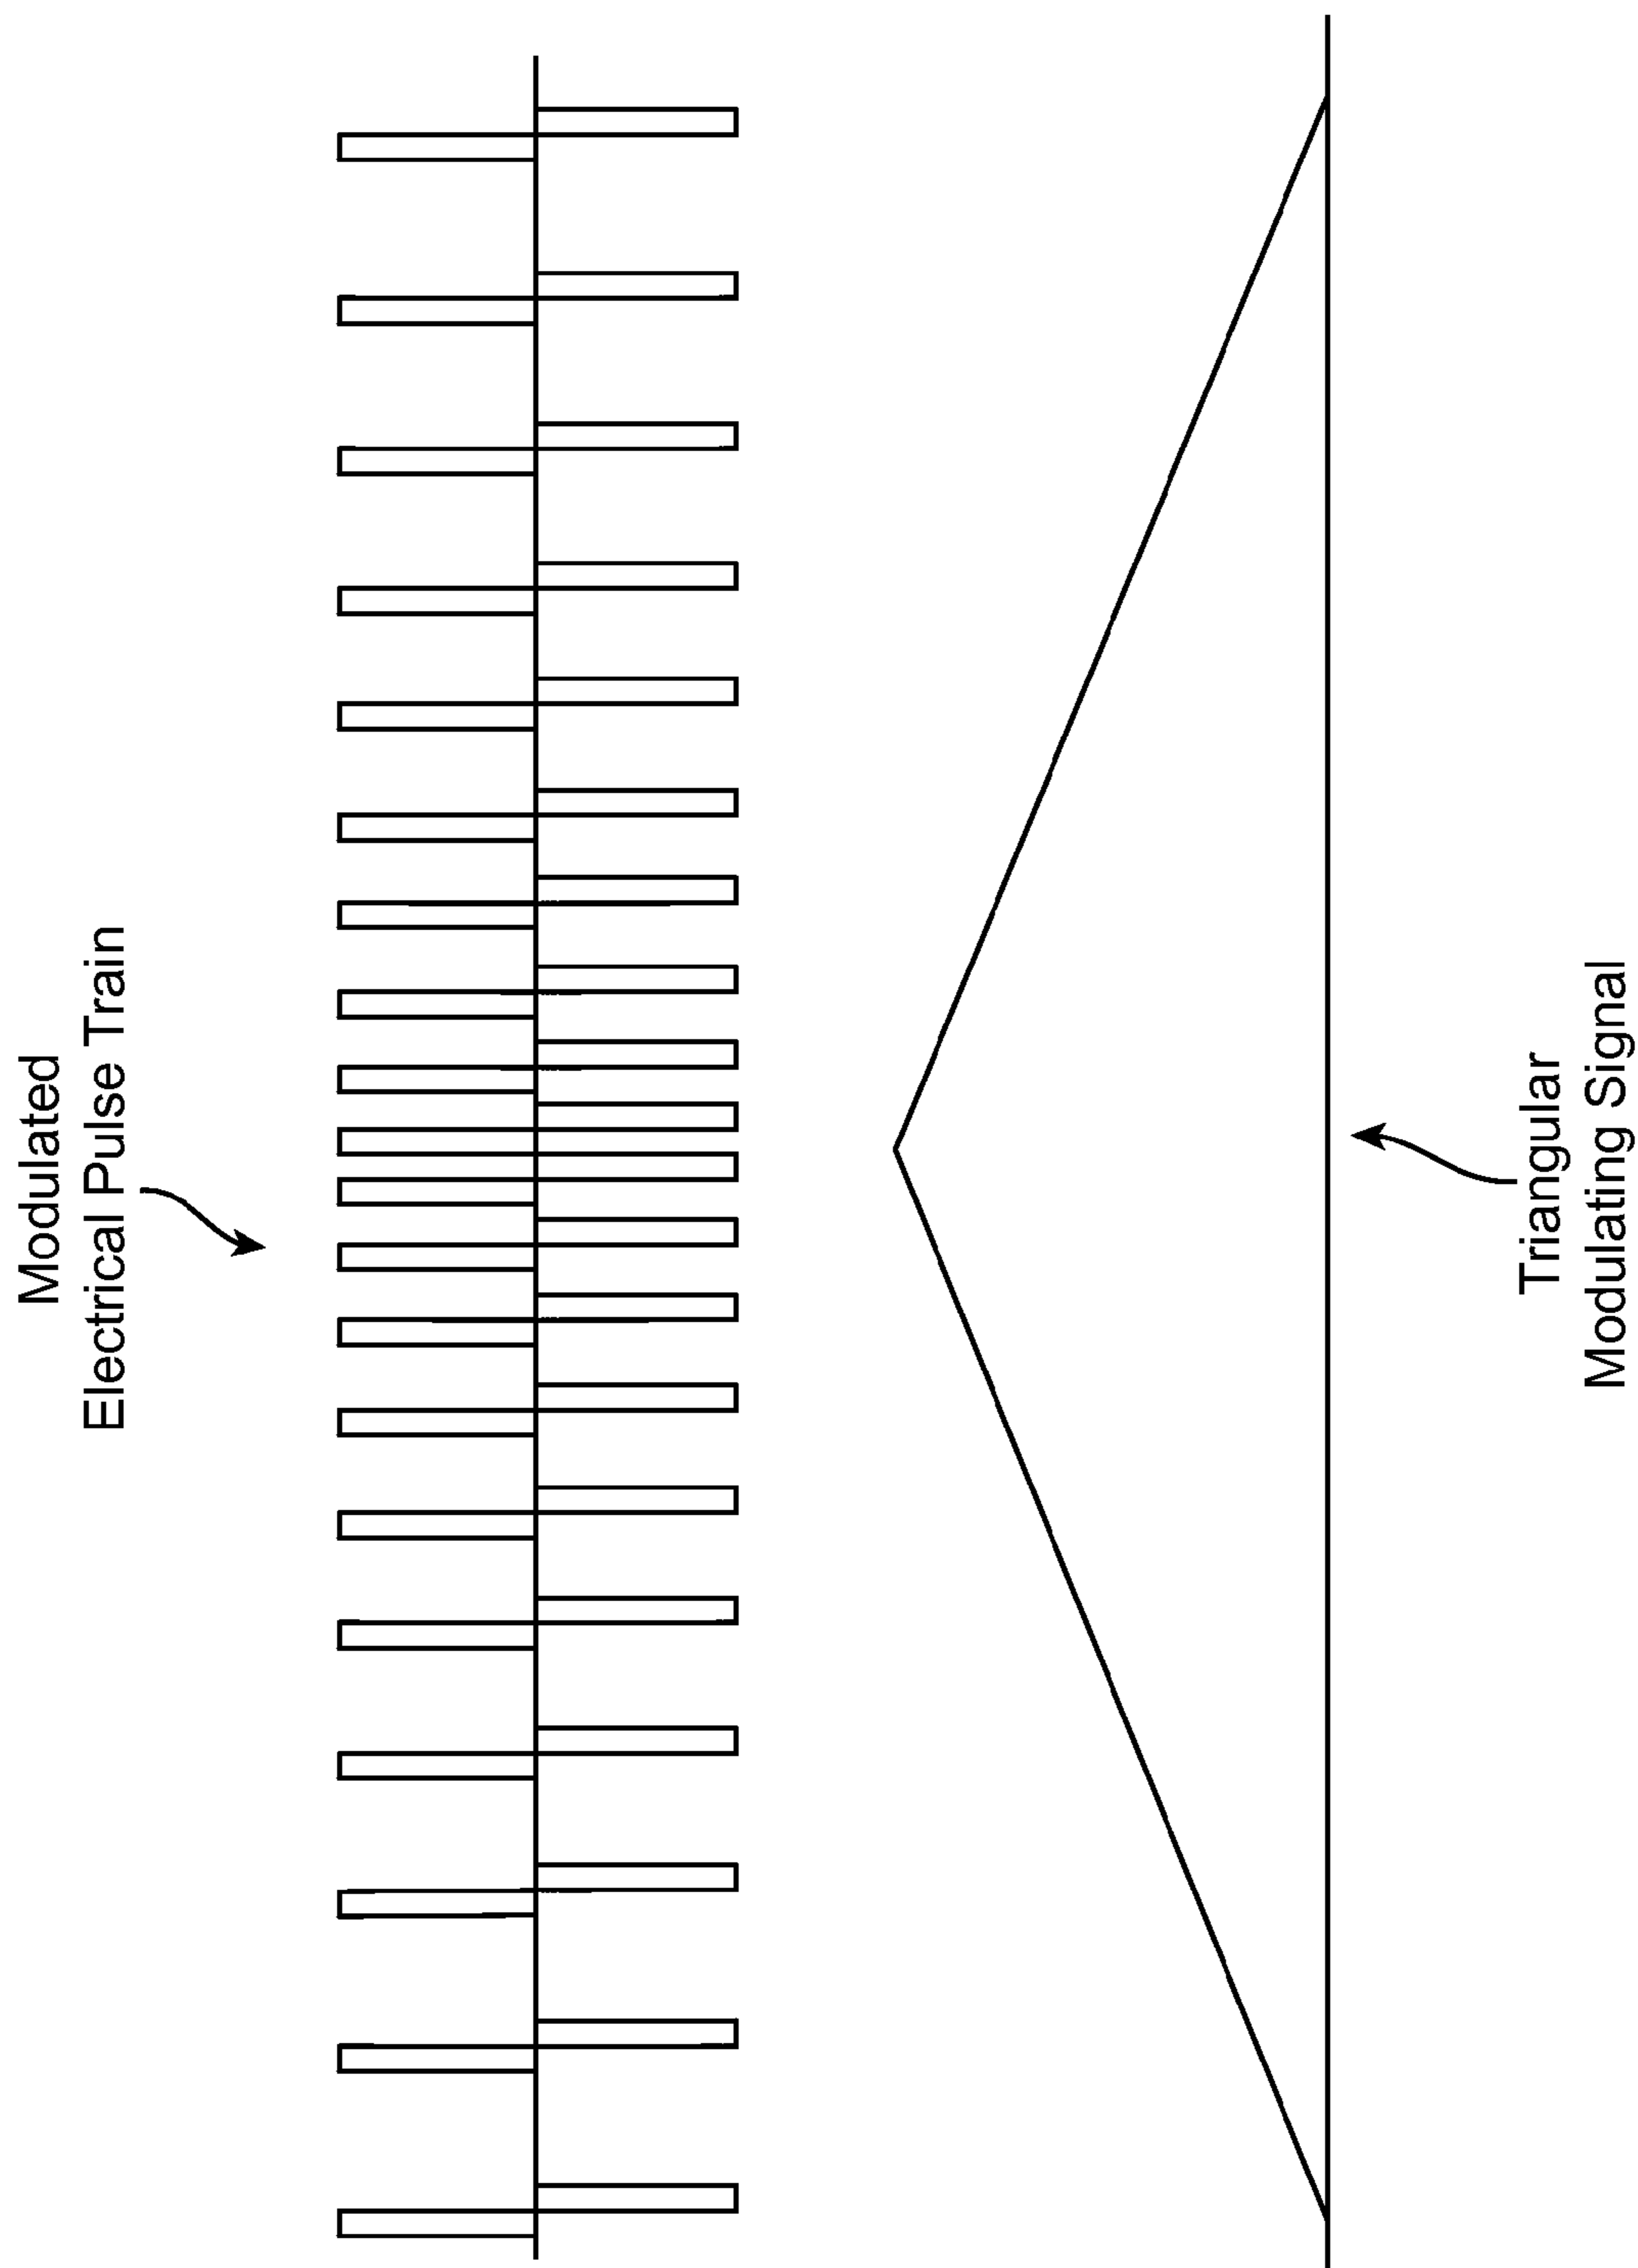 Modulated
Electrical Pulse Train
Triangular
Modulating Signal